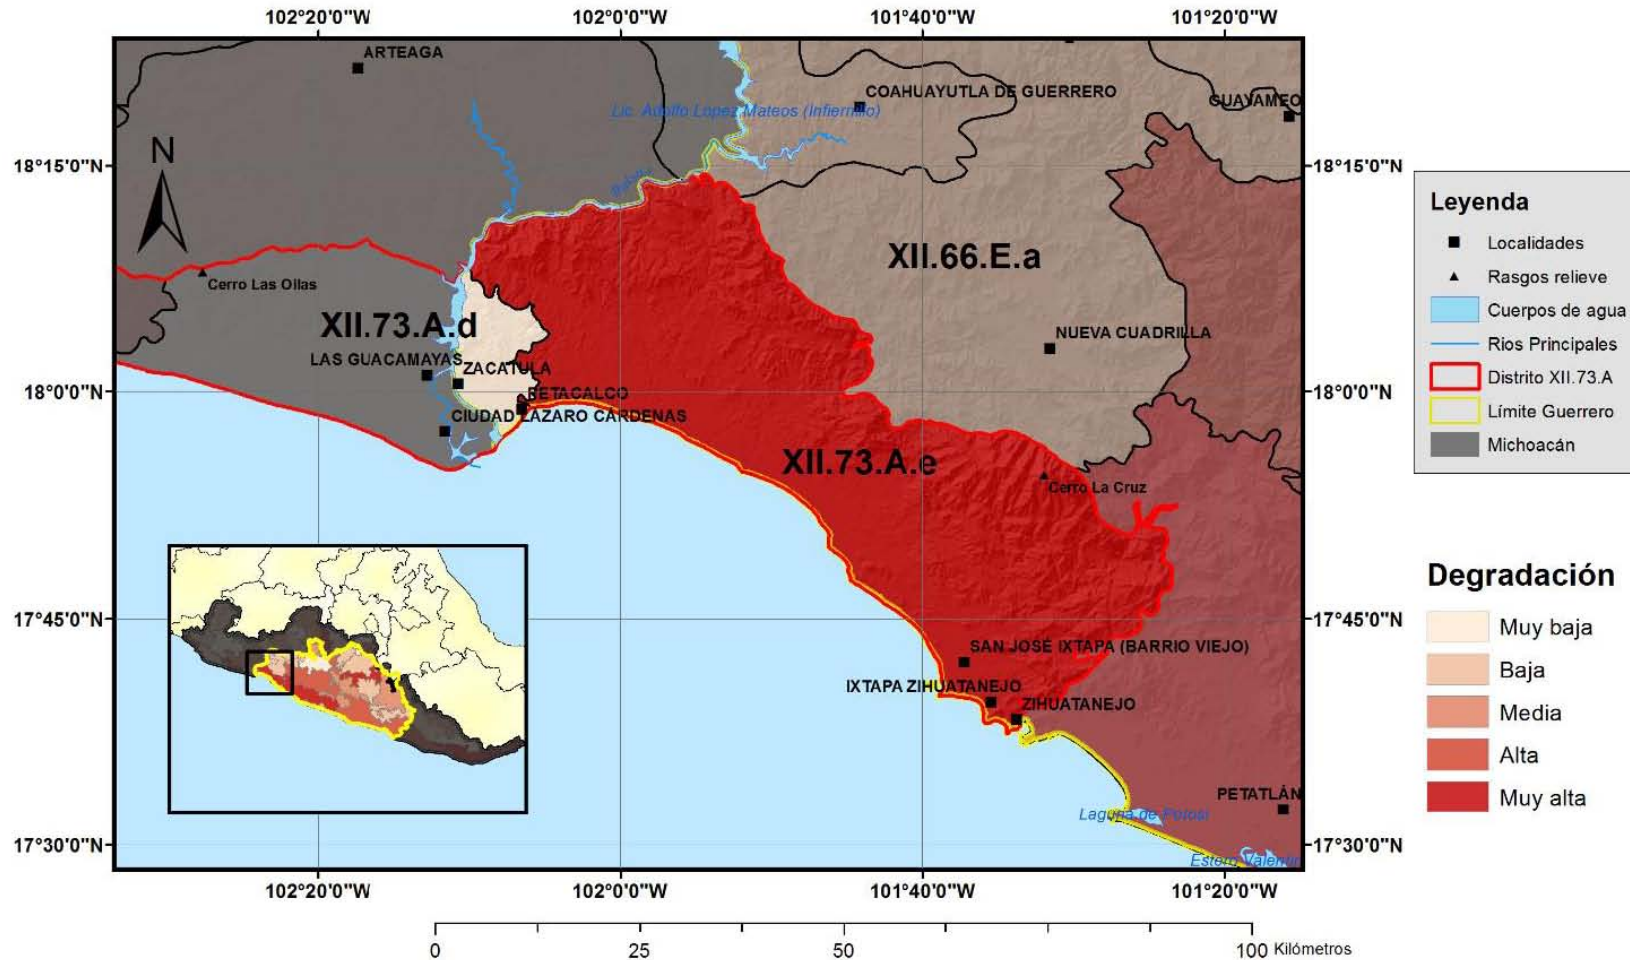 102°20'0"W 102°0'0"W 101°40'0"W 101°20'0"W
ARTEAGA
COAHUAYUTLA DE GUERRERO
GUAYAMEO
Lic. Adolfo Lopez Mateos (Infiernillo)
N
18°15'0"N 18°15'0"N
XII.66.E.a
Cerro Las Ollas
XII.73.A.d
NUEVA CUADRILLA
LAS GUACAMAYAS
ZACATULA
18°0'0"N 18°0'0"N
PETACALCO
CIUDAD LÁZARO CÁRDENAS
XII.73.A.e
Cerro La Cruz
17°45'0"N 17°45'0"N
SAN JOSÉ IXTAPA (BARRIO VIEJO)
IXTAPA ZIHUATANEJO
ZIHUATANEJO
PETATLÁN
Laguna de Potosí
17°30'0"N 17°30'0"N
Estero Valentin
102°20'0"W 102°0'0"W 101°40'0"W 101°20'0"W
0 25 50 100 Kilómetros
Leyenda
Localidades
Rasgos relieve
Cuerpos de agua
Rios Principales
Distrito XII.73.A
Límite Guerrero
Michoacán
Degradación
Muy baja
Baja
Media
Alta
Muy alta